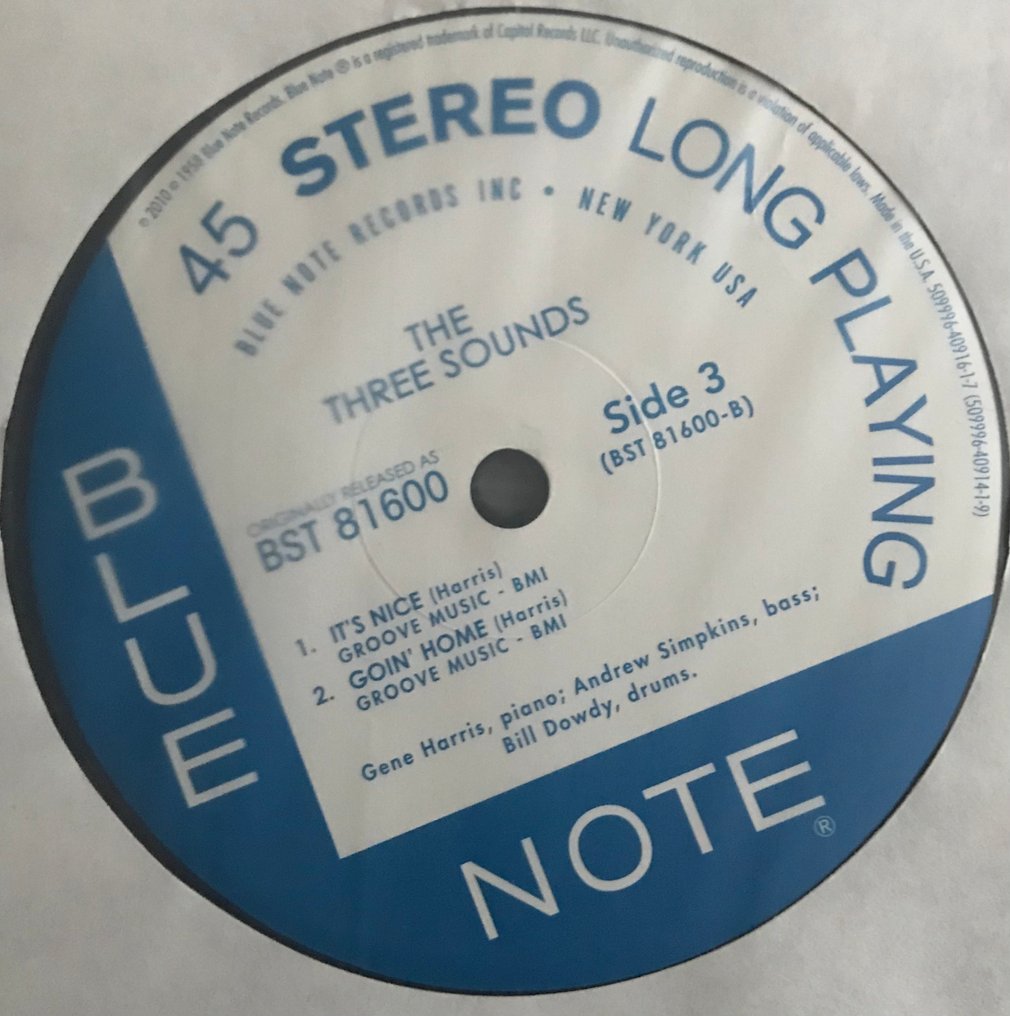 ℗ 2010 © 1958 Blue Note Records. Blue Note ® is a registered trademark of Capitol Records LLC. Unauthorized reproduction is a violation of applicable laws. Made in the U.S.A. 509996-40916-1-7 (509996-40914-1-9)
45 STEREO LONG PLAYING
BLUE NOTE RECORDS INC • NEW YORK USA
THE
THREE SOUNDS
Side 3
(BST 81600-B)
ORIGINALLY RELEASED AS
BST 81600
1. IT'S NICE (Harris)
GROOVE MUSIC - BMI
2. GOIN' HOME (Harris)
GROOVE MUSIC - BMI
Gene Harris, piano; Andrew Simpkins, bass;
Bill Dowdy, drums.
BLUE
NOTE®